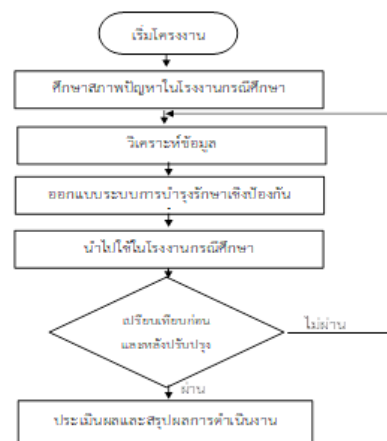 เริ่มโครงงาน
ศึกษาสภาพปัญหาในโรงงานกรณีศึกษา
วิเคราะห์ข้อมูล
ออกแบบระบบการบำรุงรักษาเชิงป้องกัน
นำไปใช้ในโรงงานกรณีศึกษา
เปรียบเทียบก่อน
และหลังปรับปรุง
ไม่ผ่าน
ผ่าน
ประเมินผลและสรุปผลการดำเนินงาน